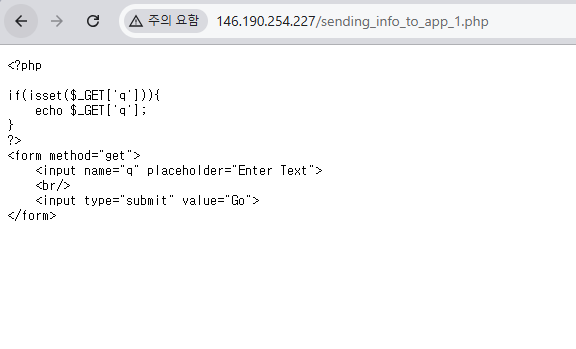 주의 요함 146.190.254.227/sending_info_to_app_1.php
<?php
if(isset($_GET['q'])){
    echo $_GET['q'];
}
?>
<form method="get">
    <input name="q" placeholder="Enter Text">
    <br/>
    <input type="submit" value="Go">
</form>